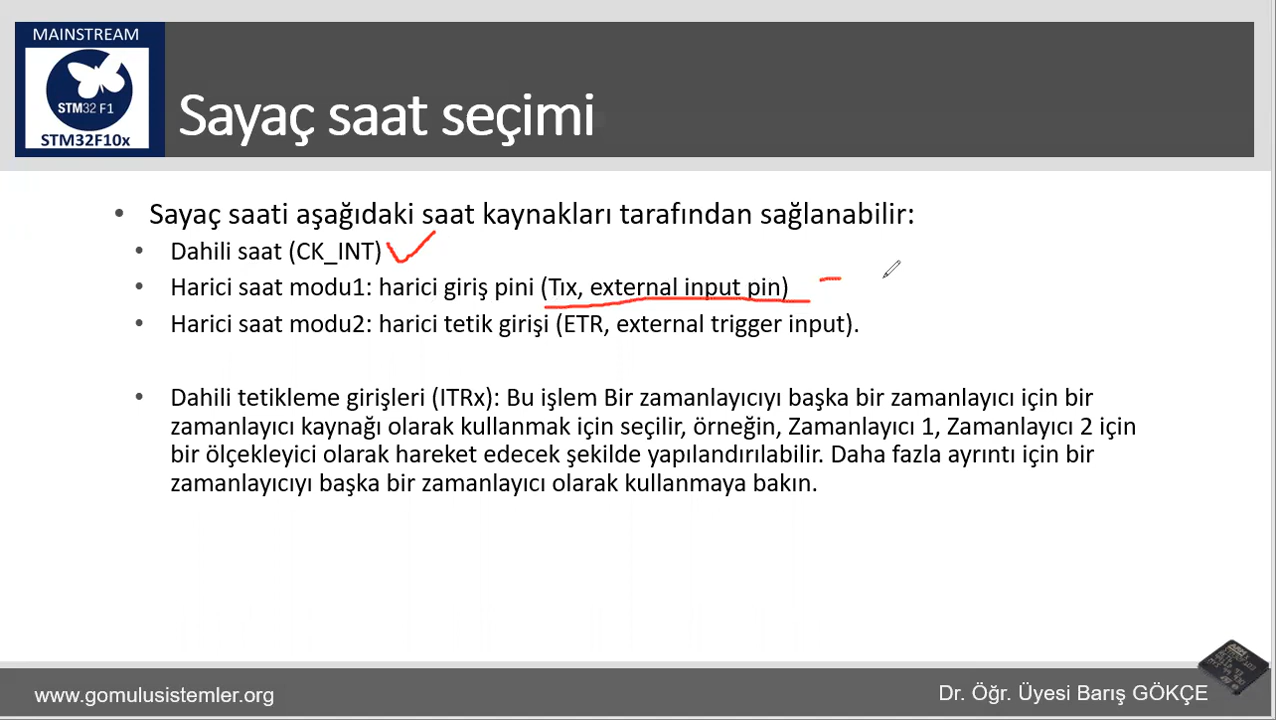 MAINSTREAM
STM32 F1
STM32F10x
Sayaç saat seçimi
• Sayaç saati aşağıdaki saat kaynakları tarafından sağlanabilir:
• Dahili saat (CK_INT)
• Harici saat modu1: harici giriş pini (Tıx, external input pin)
• Harici saat modu2: harici tetik girişi (ETR, external trigger input).
• Dahili tetikleme girişleri (ITRx): Bu işlem Bir zamanlayıcıyı başka bir zamanlayıcı için bir
zamanlayıcı kaynağı olarak kullanmak için seçilir, örneğin, Zamanlayıcı 1, Zamanlayıcı 2 için
bir ölçekleyici olarak hareket edecek şekilde yapılandırılabilir. Daha fazla ayrıntı için bir
zamanlayıcıyı başka bir zamanlayıcı olarak kullanmaya bakın.
www.gomulusistemler.org
Dr. Öğr. Üyesi Barış GÖKÇE